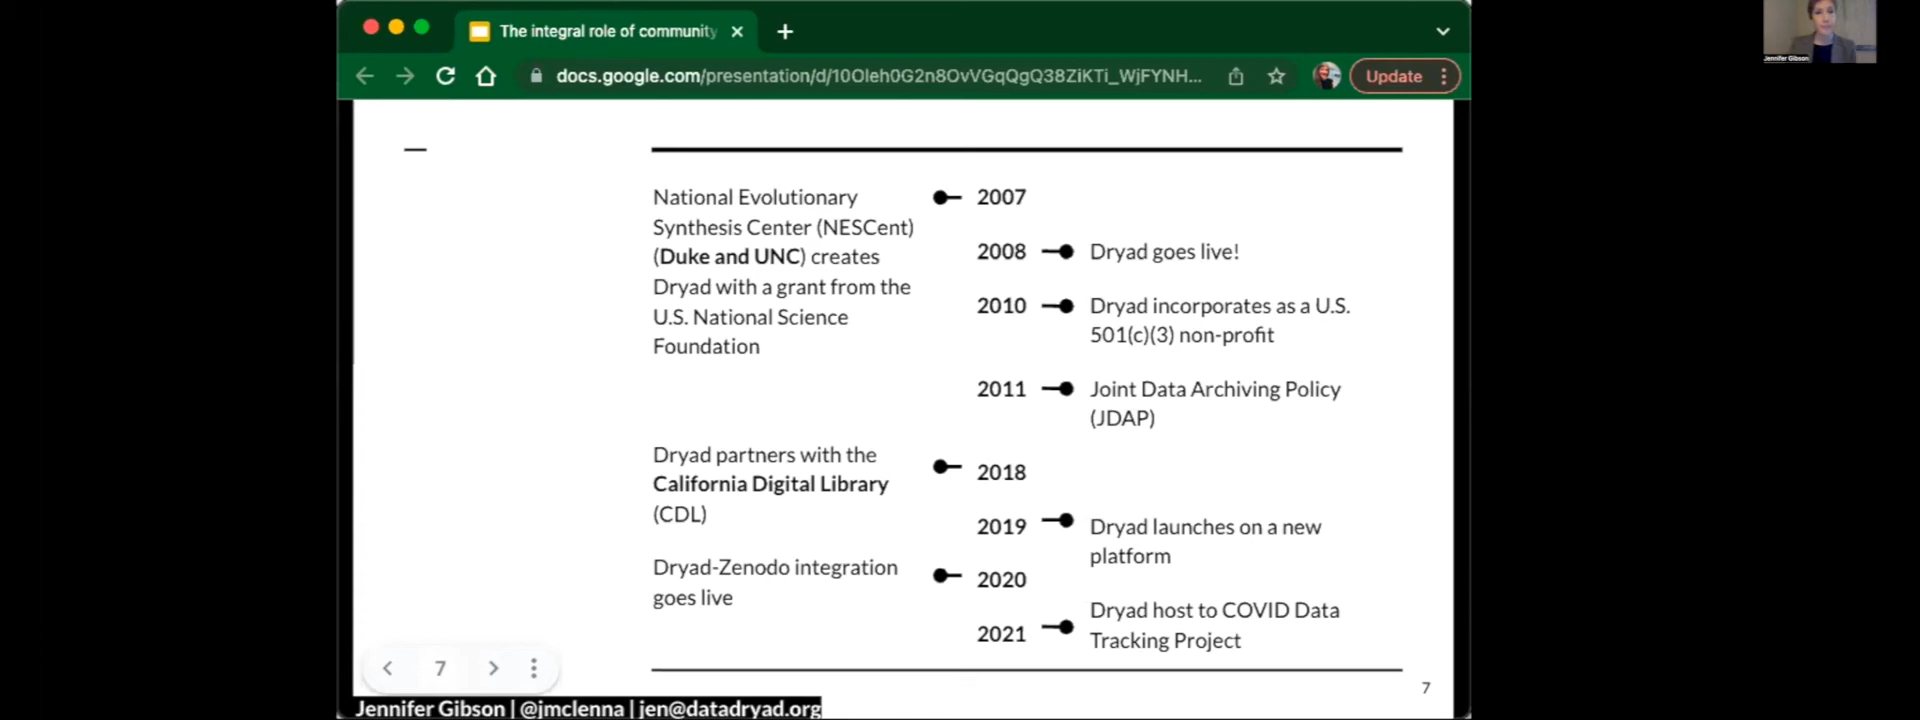 The integral role of community
docs.google.com/presentation/d/10Oleh0G2n8OvVGqQgQ38ZiKTi_WjFYNH...
Update
Jennifer Gibson
National Evolutionary
Synthesis Center (NESCent)
(Duke and UNC) creates
Dryad with a grant from the
U.S. National Science
Foundation
2007
2008
Dryad goes live!
2010
Dryad incorporates as a U.S.
501(c)(3) non-profit
2011
Joint Data Archiving Policy
(JDAP)
Dryad partners with the
California Digital Library
(CDL)
2018
2019
Dryad launches on a new
platform
Dryad-Zenodo integration
goes live
2020
2021
Dryad host to COVID Data
Tracking Project
7
7
Jennifer Gibson | @jmclenna | jen@datadryad.org